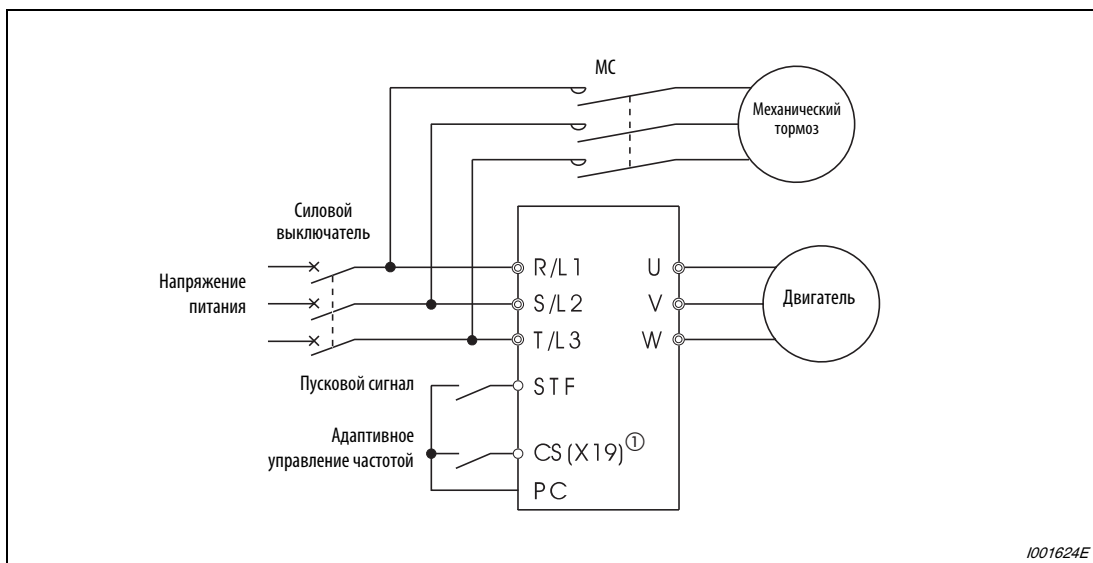 МС
Механический
тормоз
Силовой
выключатель
Напряжение
питания
R/L1
S/L2
T/L3
U
V
W
Двигатель
Пусковой сигнал
STF
Адаптивное
управление частотой
CS(X19)①
PC
I001624E